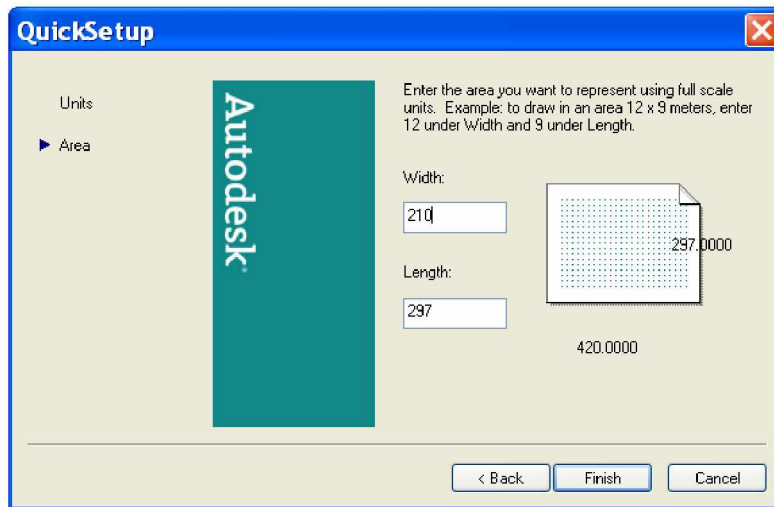 QuickSetup
Units
Area
Autodesk
Enter the area you want to represent using full scale
units. Example: to draw in an area 12 x 9 meters, enter
12 under Width and 9 under Length.
Width:
210
297.0000
Length:
297
420.0000
< Back
Finish
Cancel